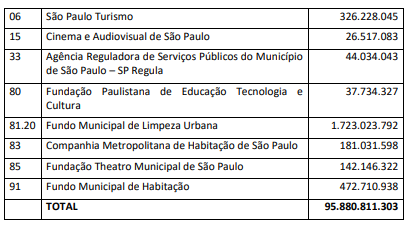 06 São Paulo Turismo 326.228.045
15 Cinema e Audiovisual de São Paulo 26.517.083
33 Agência Reguladora de Serviços Públicos do Município 44.034.043
de São Paulo – SP Regula
80 Fundação Paulistana de Educação Tecnologia e 37.734.327
Cultura
81.20 Fundo Municipal de Limpeza Urbana 1.723.023.792
83 Companhia Metropolitana de Habitação de São Paulo 181.031.598
85 Fundação Theatro Municipal de São Paulo 142.146.322
91 Fundo Municipal de Habitação 472.710.938
TOTAL 95.880.811.303